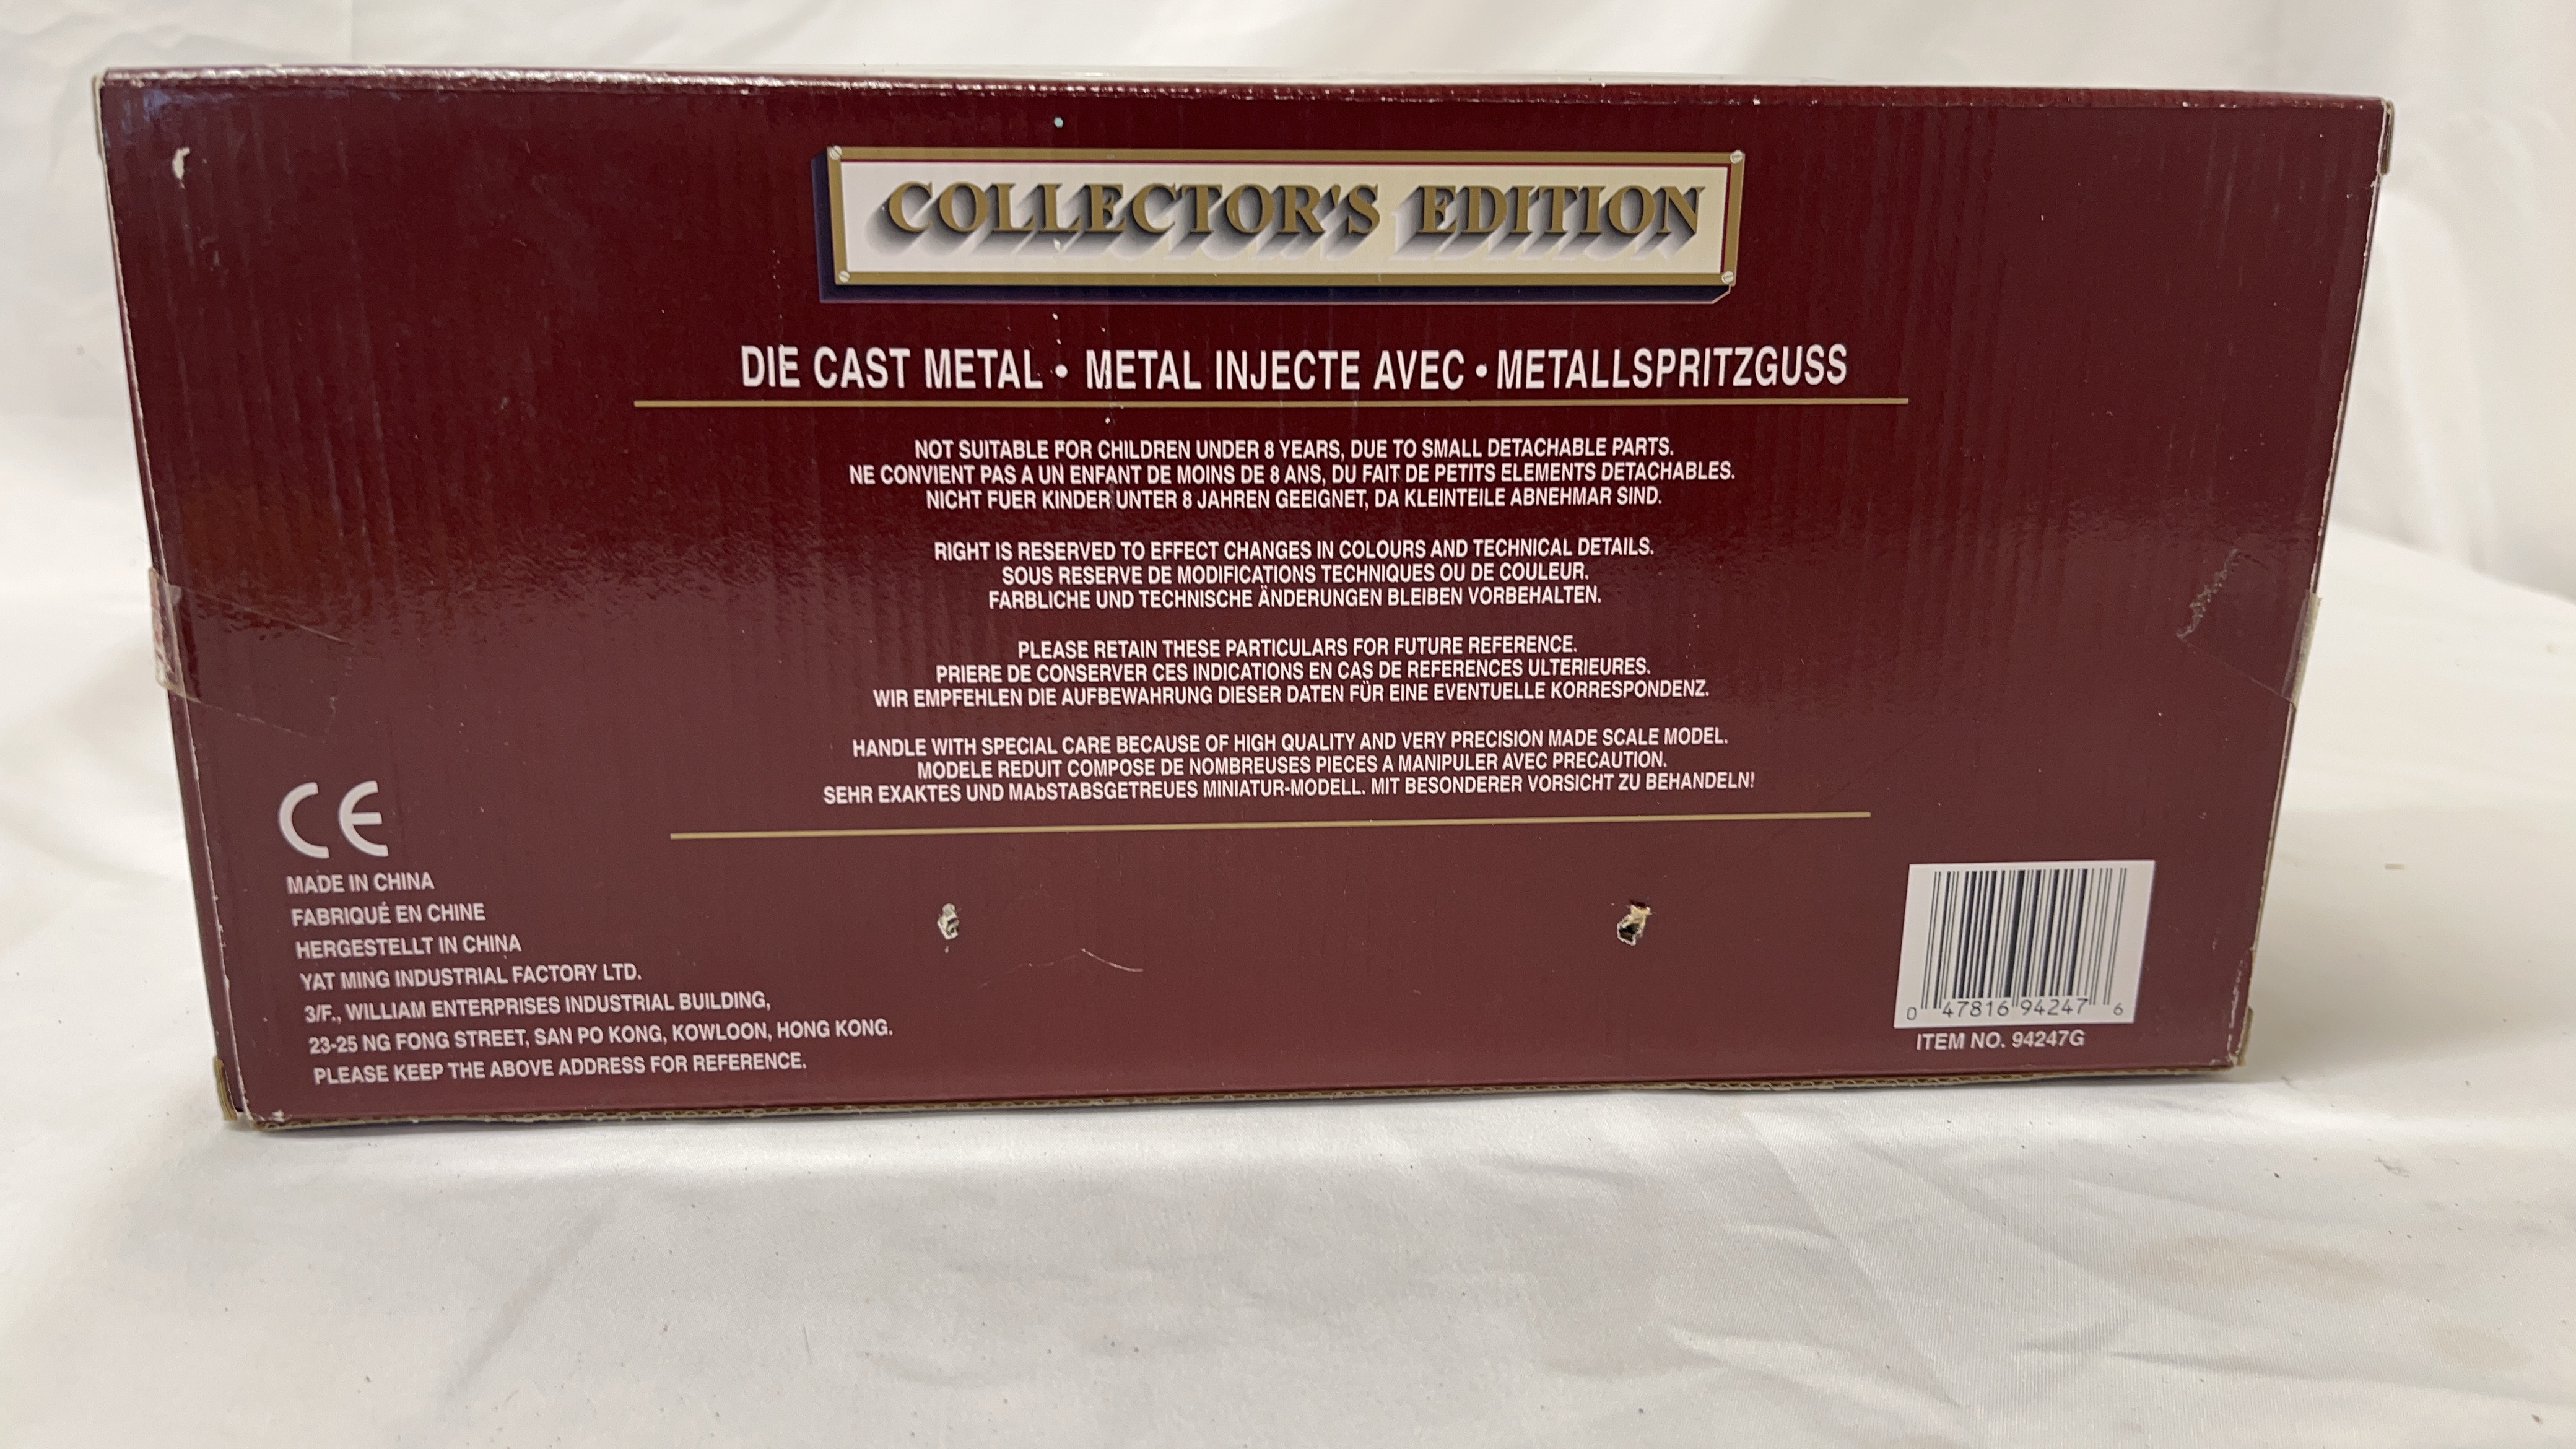 COLLECTOR'S EDITION
DIE CAST METAL • METAL INJECTE AVEC • METALLSPRITZGUSS
NOT SUITABLE FOR CHILDREN UNDER 8 YEARS, DUE TO SMALL DETACHABLE PARTS.
NE CONVIENT PAS A UN ENFANT DE MOINS DE 8 ANS, DU FAIT DE PETITS ELEMENTS DETACHABLES.
NICHT FUER KINDER UNTER 8 JAHREN GEEIGNET, DA KLEINTEILE ABNEHMAR SIND.
RIGHT IS RESERVED TO EFFECT CHANGES IN COLOURS AND TECHNICAL DETAILS.
SOUS RESERVE DE MODIFICATIONS TECHNIQUES OU DE COULEUR.
FARBLICHE UND TECHNISCHE ÄNDERUNGEN BLEIBEN VORBEHALTEN.
PLEASE RETAIN THESE PARTICULARS FOR FUTURE REFERENCE.
PRIERE DE CONSERVER CES INDICATIONS EN CAS DE REFERENCES ULTERIEURES.
WIR EMPFEHLEN DIE AUFBEWAHRUNG DIESER DATEN FÜR EINE EVENTUELLE KORRESPONDENZ.
HANDLE WITH SPECIAL CARE BECAUSE OF HIGH QUALITY AND VERY PRECISION MADE SCALE MODEL.
MODELE REDUIT COMPOSE DE NOMBREUSES PIECES A MANIPULER AVEC PRECAUTION.
SEHR EXAKTES UND MAbSTABSGETREUES MINIATUR-MODELL. MIT BESONDERER VORSICHT ZU BEHANDELN!
CE
MADE IN CHINA
FABRIQUÉ EN CHINE
HERGESTELLT IN CHINA
YAT MING INDUSTRIAL FACTORY LTD.
3/F., WILLIAM ENTERPRISES INDUSTRIAL BUILDING,
23-25 NG FONG STREET, SAN PO KONG, KOWLOON, HONG KONG.
PLEASE KEEP THE ABOVE ADDRESS FOR REFERENCE.
0 47816 94247 6
ITEM NO. 94247G